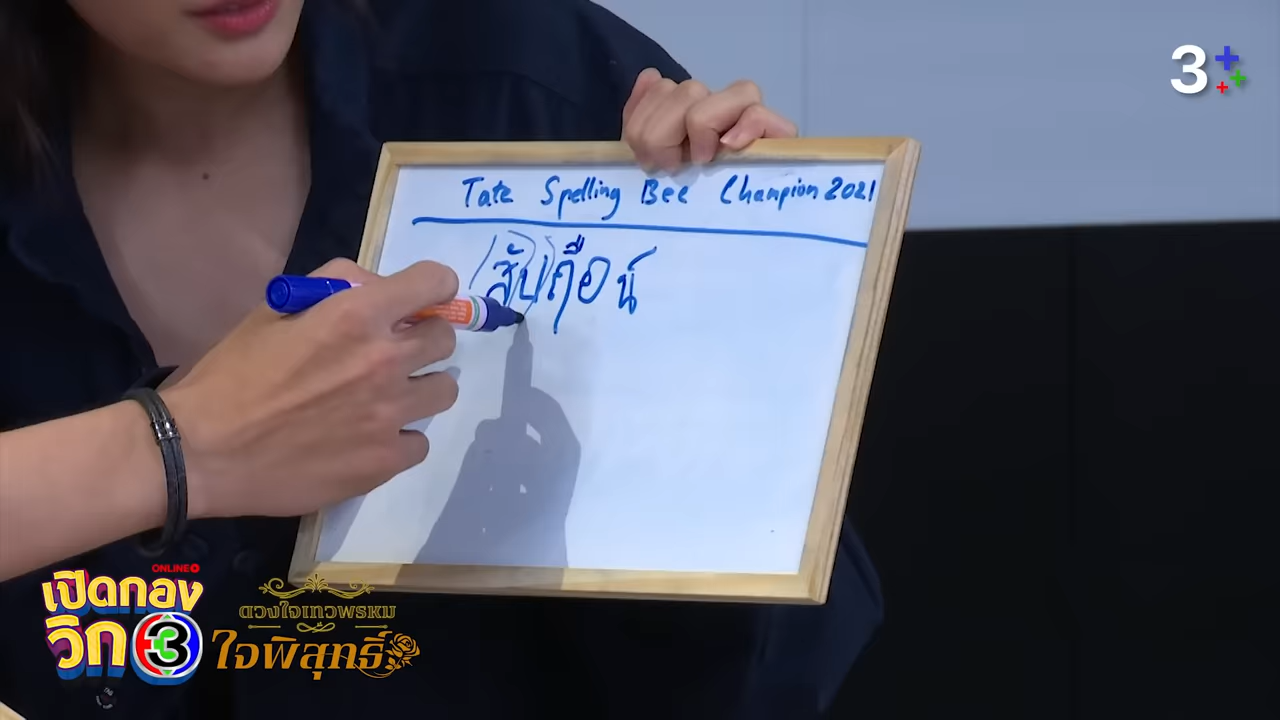 3
Tate Spelling Bee Champion 2021
สัปฤือน์
ONLINE
เปิดกอง
วิก 3
ดวงใจเทวพรหม
ใจพิสุทธิ์